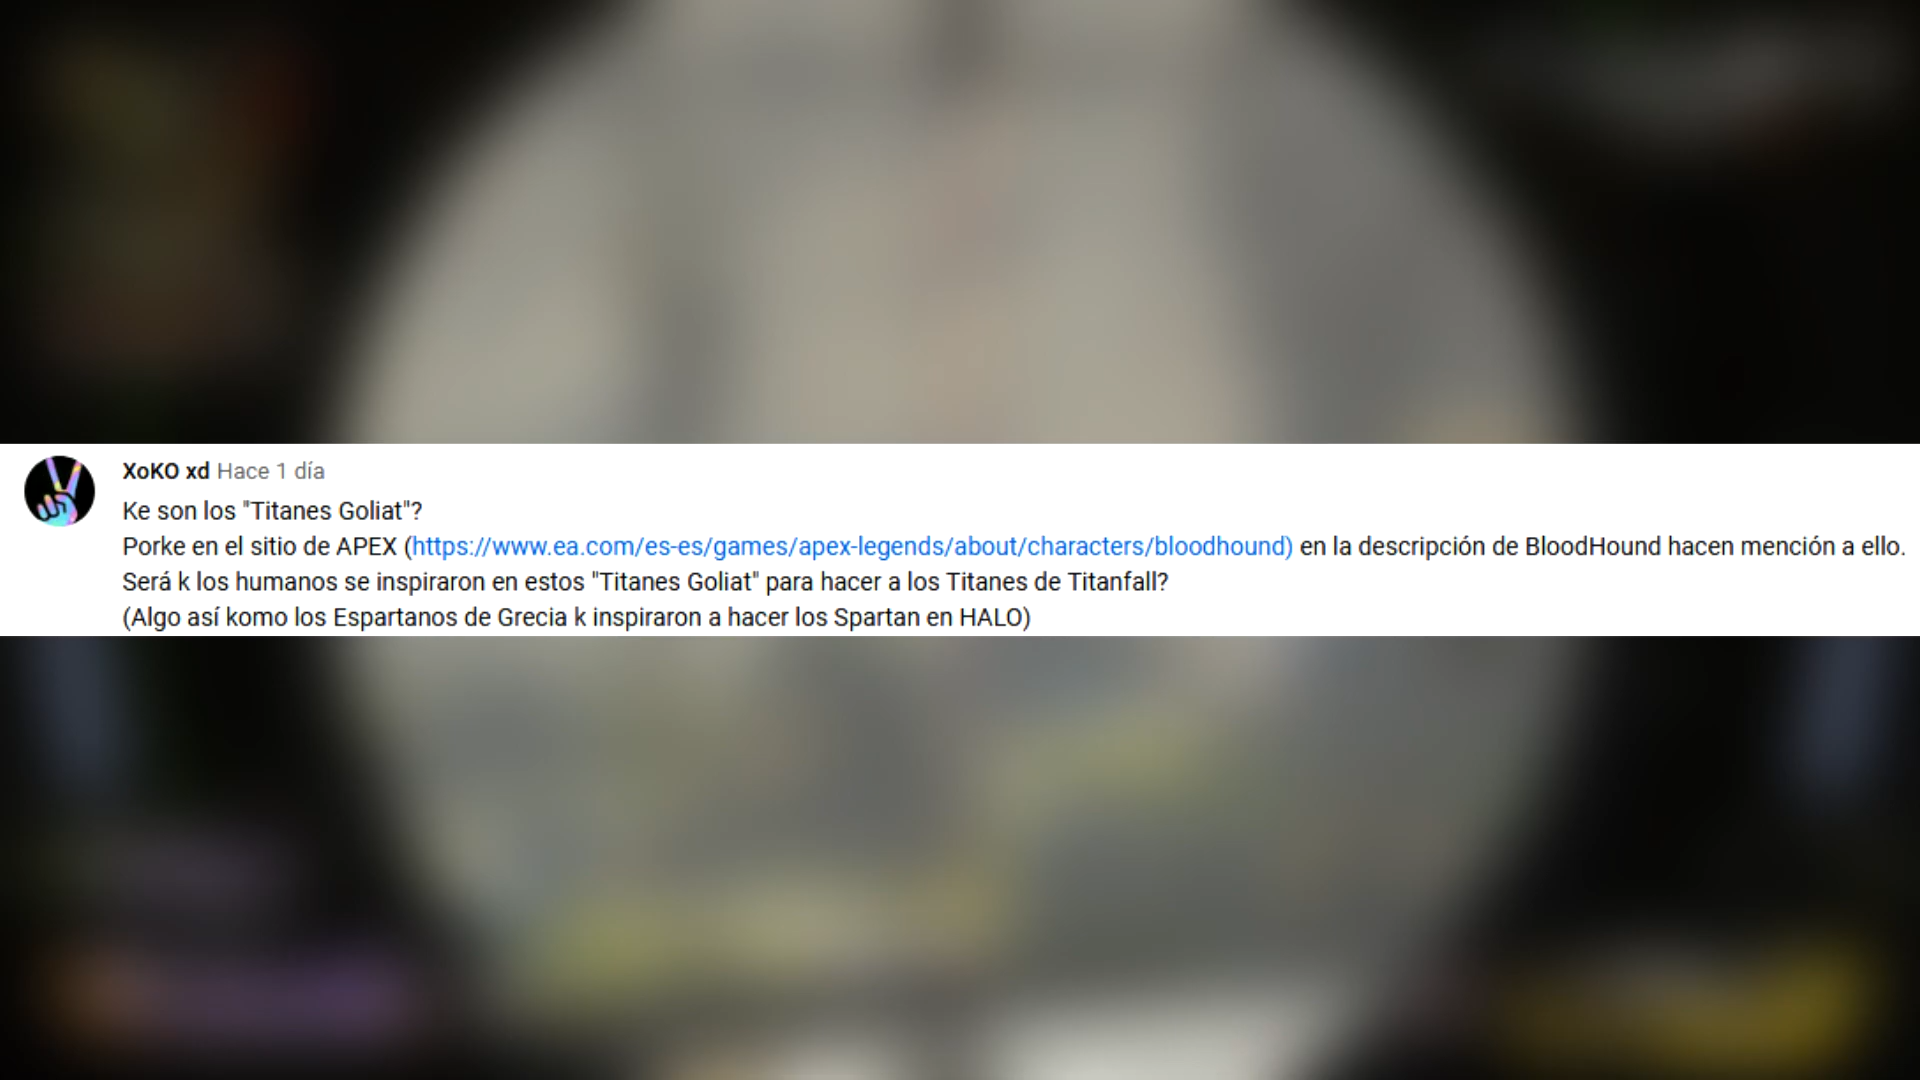 XoKO xd Hace 1 día
Ke son los "Titanes Goliat"?
Porke en el sitio de APEX (https://www.ea.com/es-es/games/apex-legends/about/characters/bloodhound) en la descripción de BloodHound hacen mención a ello.
Será k los humanos se inspiraron en estos "Titanes Goliat" para hacer a los Titanes de Titanfall?
(Algo así komo los Espartanos de Grecia k inspiraron a hacer los Spartan en HALO)